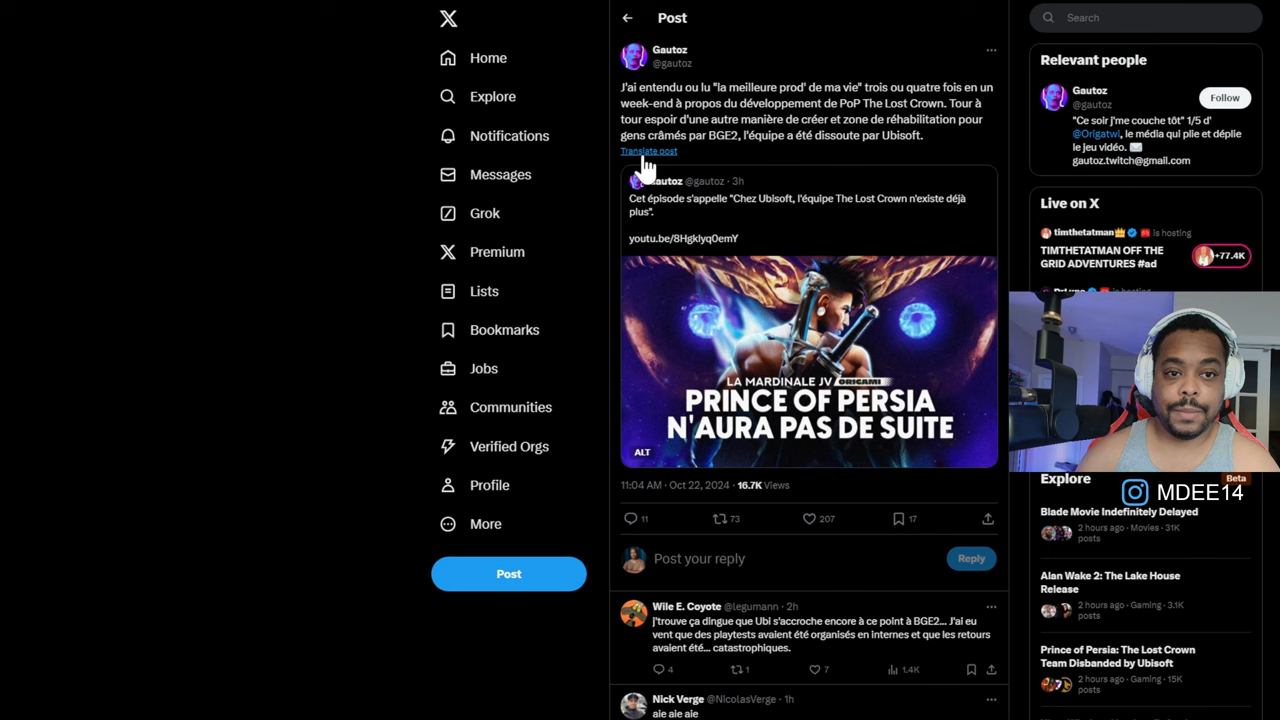 Home
Explore
Notifications
Messages
Grok
Premium
Lists
Bookmarks
Jobs
Communities
Verified Orgs
Profile
More
Post
Post
Gautoz
@gautoz
J'ai entendu ou lu "la meilleure prod' de ma vie" trois ou quatre fois en un
week-end à propos du développement de PoP The Lost Crown. Tour à
tour espoir d'une autre manière de créer et zone de réhabilitation pour
gens crâmés par BGE2, l'équipe a été dissoute par Ubisoft.
Translate post
@gautoz · 3h
Cet épisode s'appelle "Chez Ubisoft, l'équipe The Lost Crown n'existe déjà
plus".
youtu.be/8Hgklyq0emY
LA MARDINALE JV ORIGAMI
PRINCE OF PERSIA
N'AURA PAS DE SUITE
ALT
11:04 AM · Oct 22, 2024 · 16.7K Views
11 73 207 17
Post your reply
Reply
Wile E. Coyote @legumann · 2h
j'trouve ça dingue que Ubi s'accroche encore à ce point à BGE2... J'ai eu
vent que des playtests avaient été organisés en internes et que les retours
avaient été... catastrophiques.
4 1 7 1.4K
Nick Verge @NicolasVerge · 1h
aie aie aie
Search
Relevant people
Gautoz
@gautoz
Follow
"Ce soir j'me couche tôt" 1/5 d'
@Origatwi, le média qui plie et déplie
le jeu vidéo.
gautoz.twitch@gmail.com
Live on X
timthetatman is hosting
TIMTHETATMAN OFF THE
GRID ADVENTURES #ad
+77.4K
MDEE14
Explore
Beta
Blade Movie Indefinitely Delayed
2 hours ago · Movies · 31K
posts
Alan Wake 2: The Lake House
Release
2 hours ago · Gaming · 3.1K
posts
Prince of Persia: The Lost Crown
Team Disbanded by Ubisoft
2 hours ago · Gaming · 15K
posts